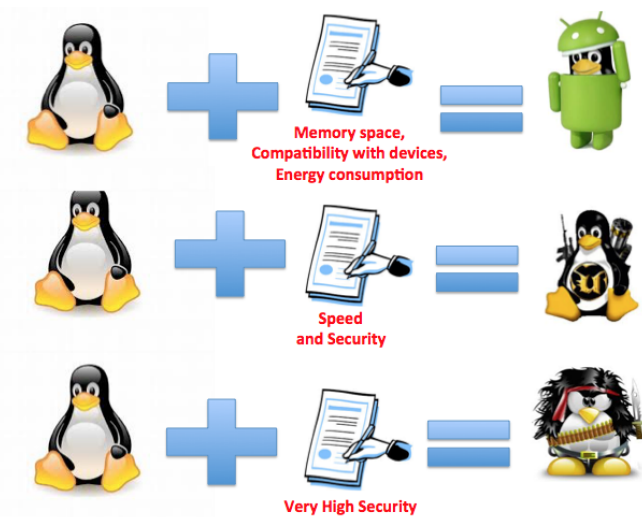 Memory space,
Compatibility with devices,
Energy consumption
Speed
and Security
Very High Security